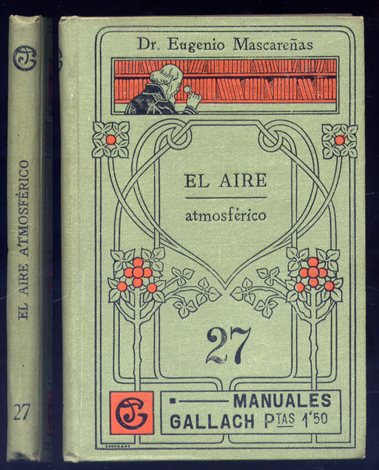 EL AIRE ATMOSFÉRICO
27
Dr. Eugenio Mascareñas
EL AIRE
atmosférico
27
MANUALES
GALLACH PTAS 1'50